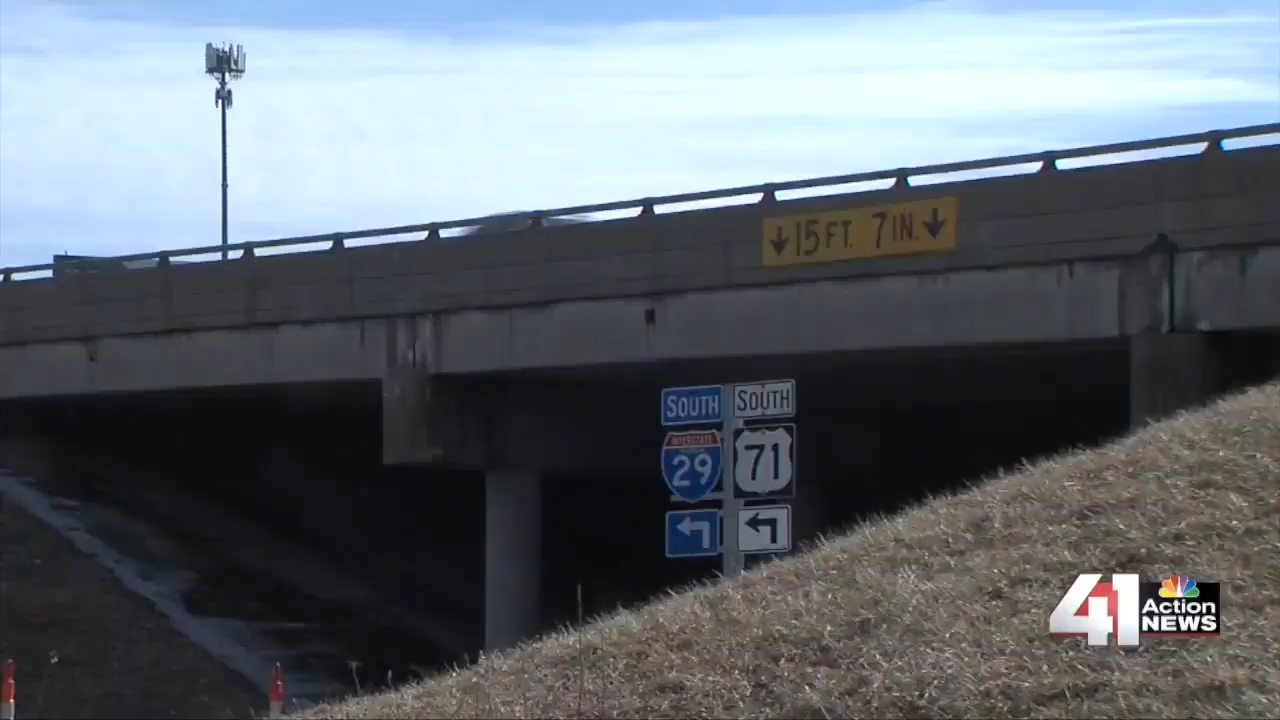 15 FT. 7 IN.
SOUTH
SOUTH
INTERSTATE
29
71
41 Action
NEWS